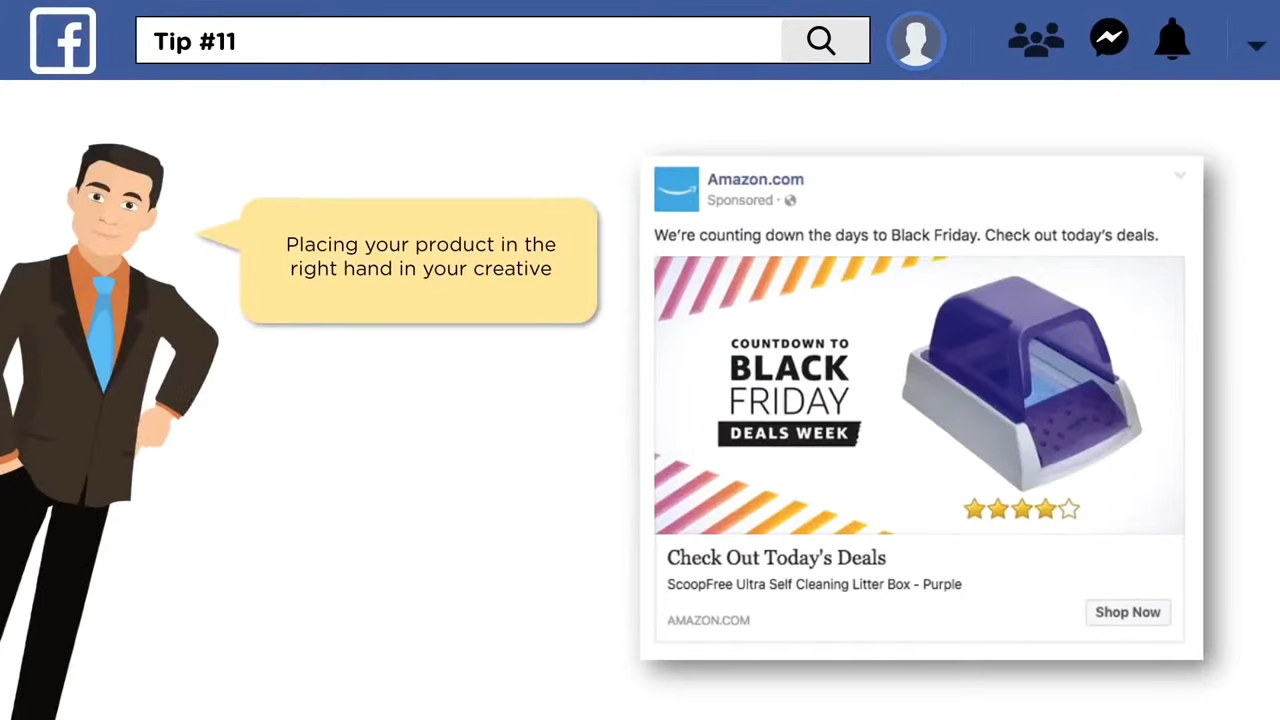 Tip #11
Placing your product in the
right hand in your creative
Amazon.com
Sponsored ·
We're counting down the days to Black Friday. Check out today's deals.
COUNTDOWN TO
BLACK
FRIDAY
DEALS WEEK
Check Out Today's Deals
ScoopFree Ultra Self Cleaning Litter Box - Purple
AMAZON.COM
Shop Now